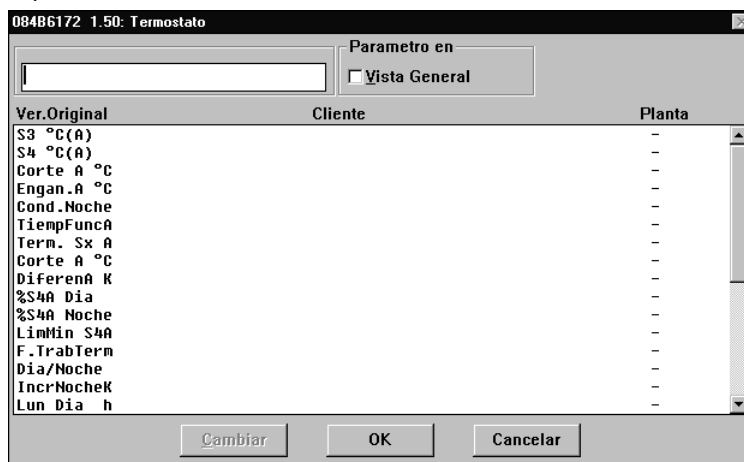 084B6172 1.50: Termostato
Parametro en
Vista General
Ver.Original Cliente Planta
S3 °C(A) -
S4 °C(A) -
Corte A °C -
Engan.A °C -
Cond.Noche -
TiempFuncA -
Term. Sx A -
Corte A °C -
DiferenA K -
%S4A Dia -
%S4A Noche -
LimMin S4A -
F.TrabTerm -
Dia/Noche -
IncrNocheK -
Lun Dia h -
Cambiar OK Cancelar